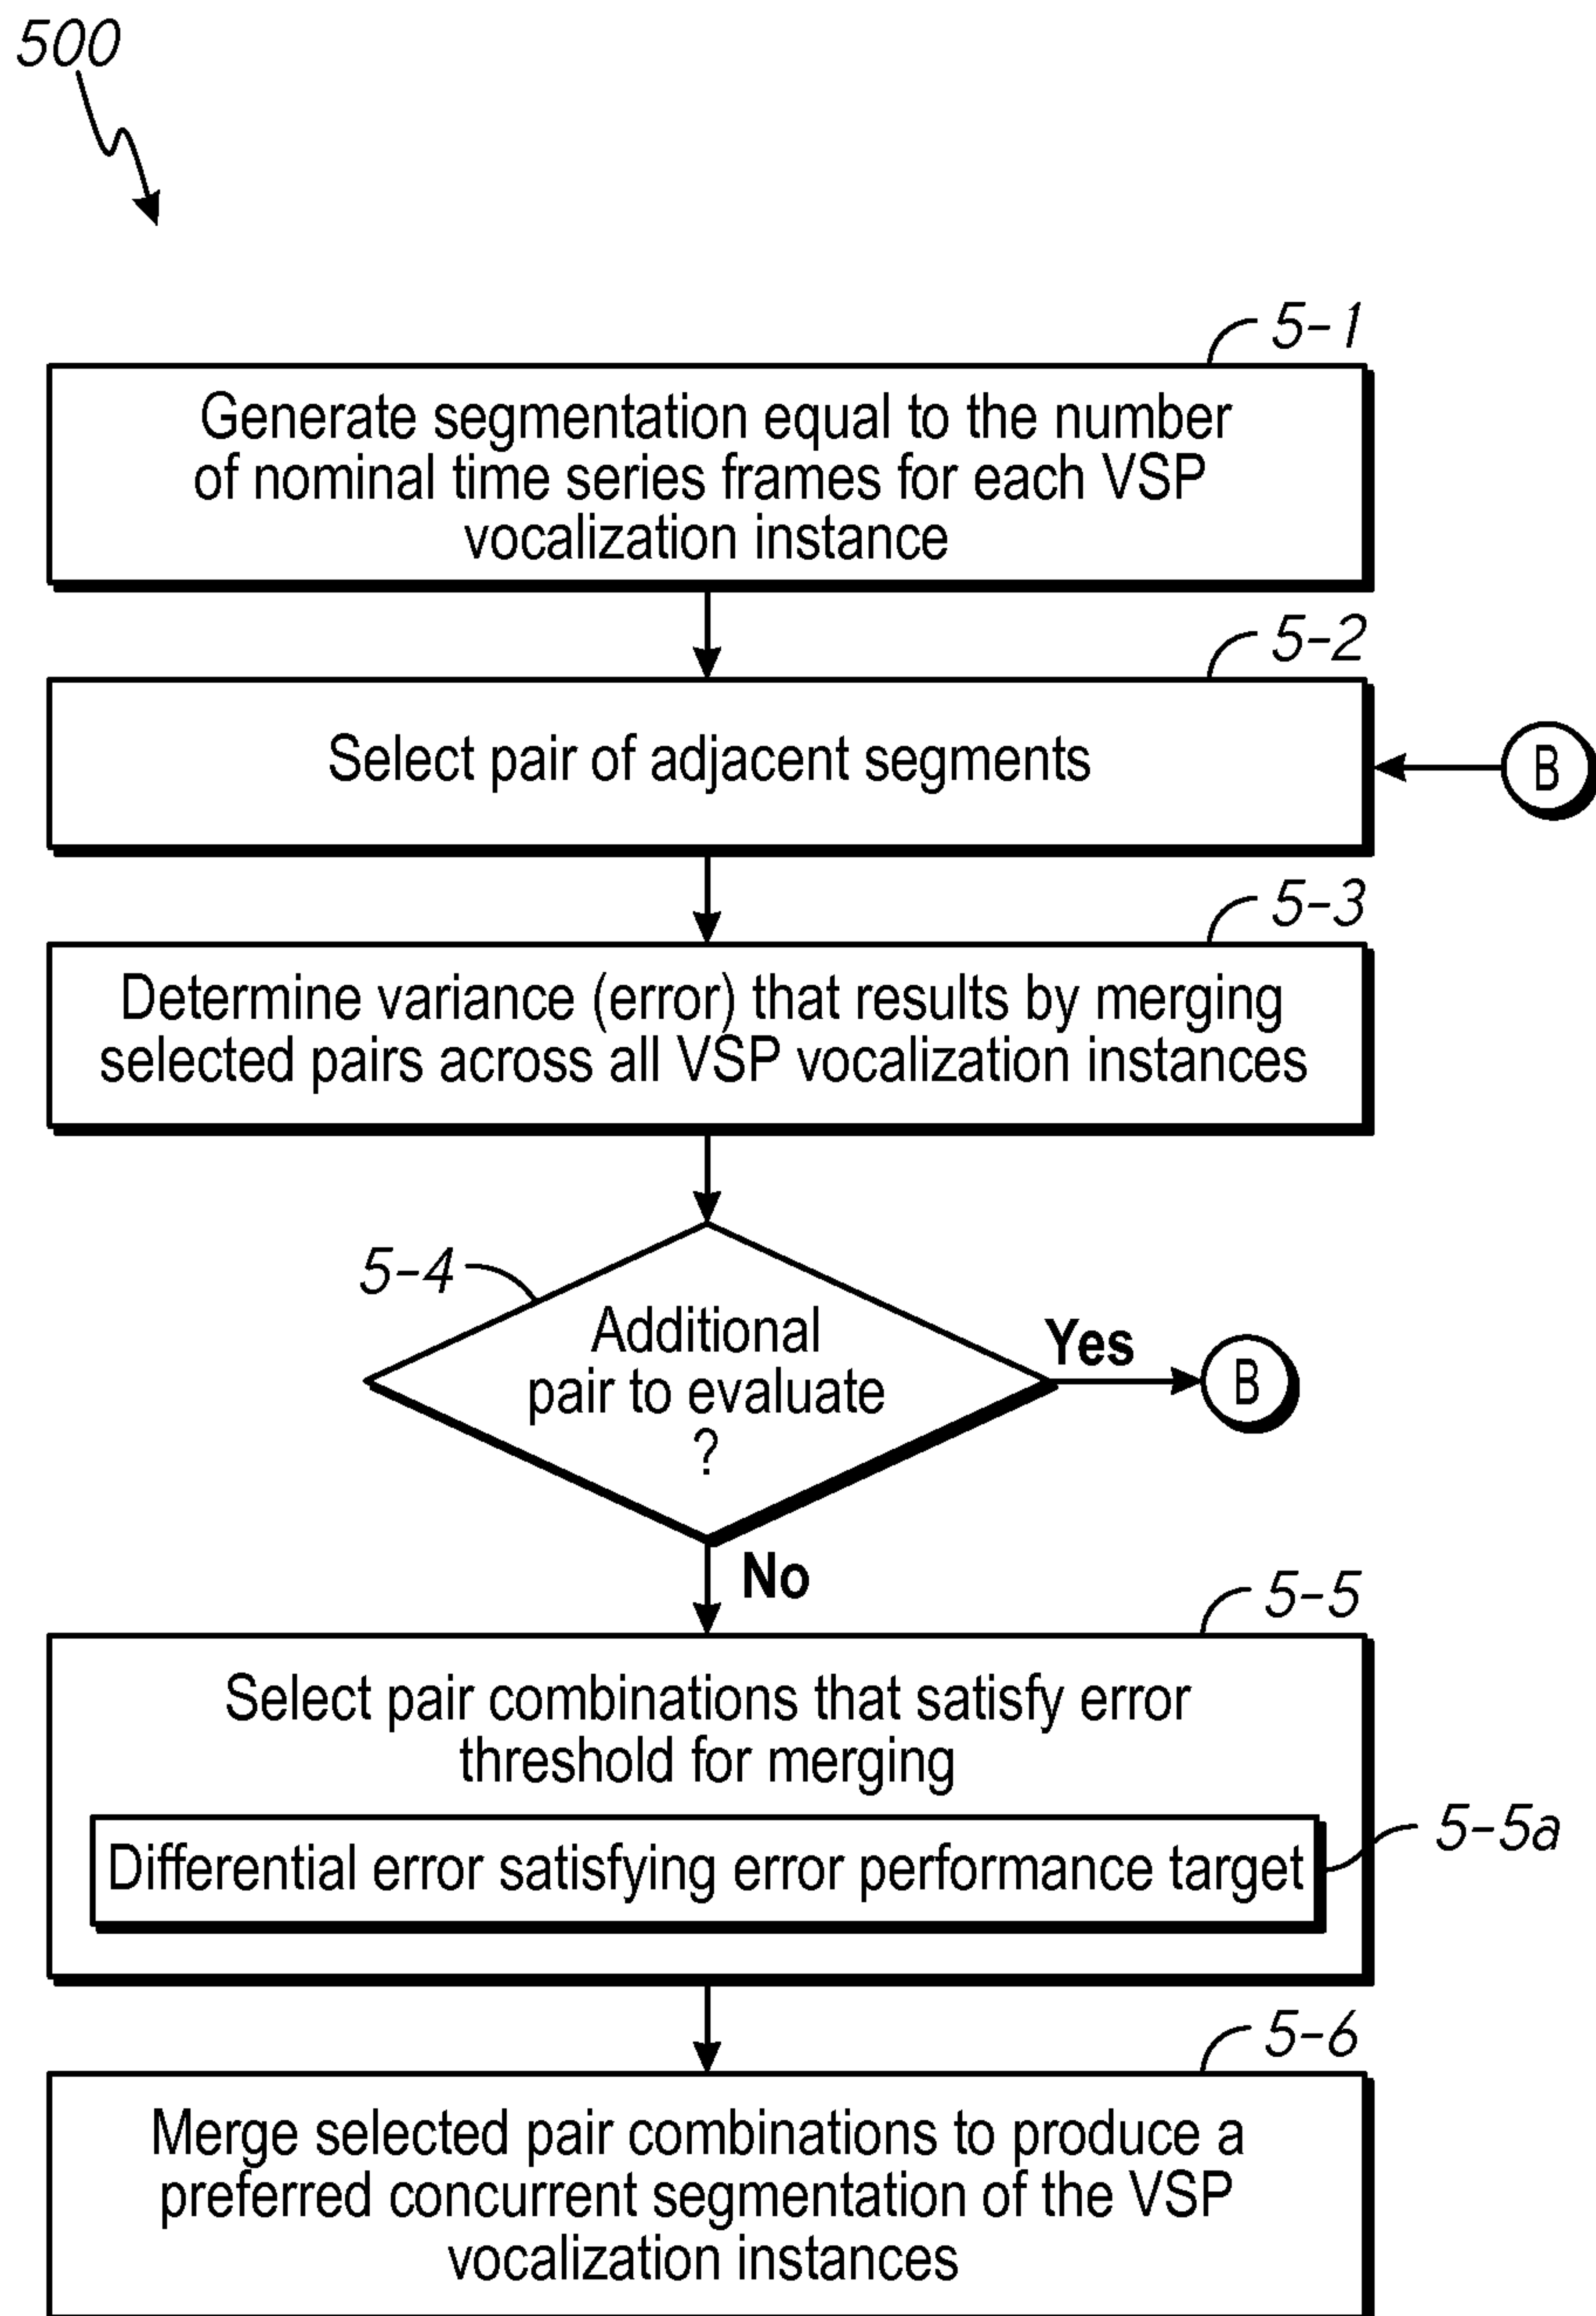 500
5-1
Generate segmentation equal to the number
of nominal time series frames for each VSP
vocalization instance
5-2
Select pair of adjacent segments
B
5-3
Determine variance (error) that results by merging
selected pairs across all VSP vocalization instances
5-4
Additional
pair to evaluate
?
Yes
B
No
5-5
Select pair combinations that satisfy error
threshold for merging
5-5a
Differential error satisfying error performance target
5-6
Merge selected pair combinations to produce a
preferred concurrent segmentation of the VSP
vocalization instances